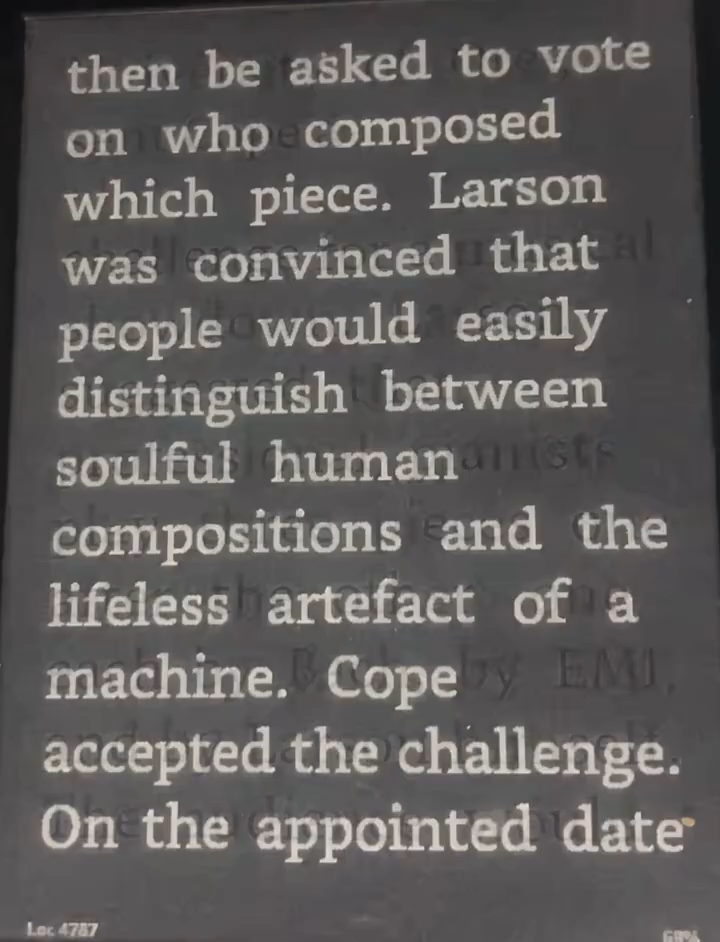 then be asked to vote
on who composed
which piece. Larson
was convinced that
people would easily
distinguish between
soulful human
compositions and the
lifeless artefact of a
machine. Cope
accepted the challenge.
On the appointed date
Loc 4787